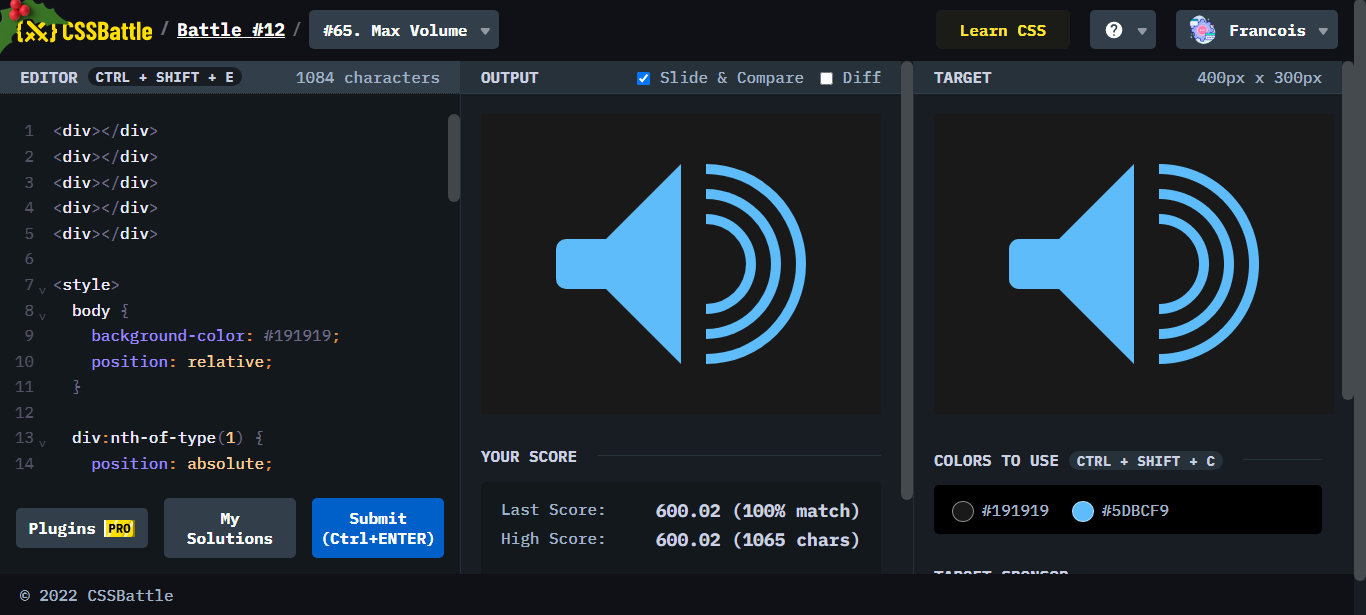 CSSBattle / Battle #12 / #65. Max Volume Learn CSS ? Francois
EDITOR CTRL + SHIFT + E 1084 characters
OUTPUT Slide & Compare Diff
TARGET 400px x 300px
1 <div></div>
2 <div></div>
3 <div></div>
4 <div></div>
5 <div></div>
6
7 <style>
8 body {
9 background-color: #191919;
10 position: relative;
11 }
12
13 div:nth-of-type(1) {
14 position: absolute;
Plugins PRO
My
Solutions
Submit
(Ctrl+ENTER)
YOUR SCORE
Last Score: 600.02 (100% match)
High Score: 600.02 (1065 chars)
COLORS TO USE CTRL + SHIFT + C
#191919 #5DBCF9
TARGET SPONSOR
© 2022 CSSBattle